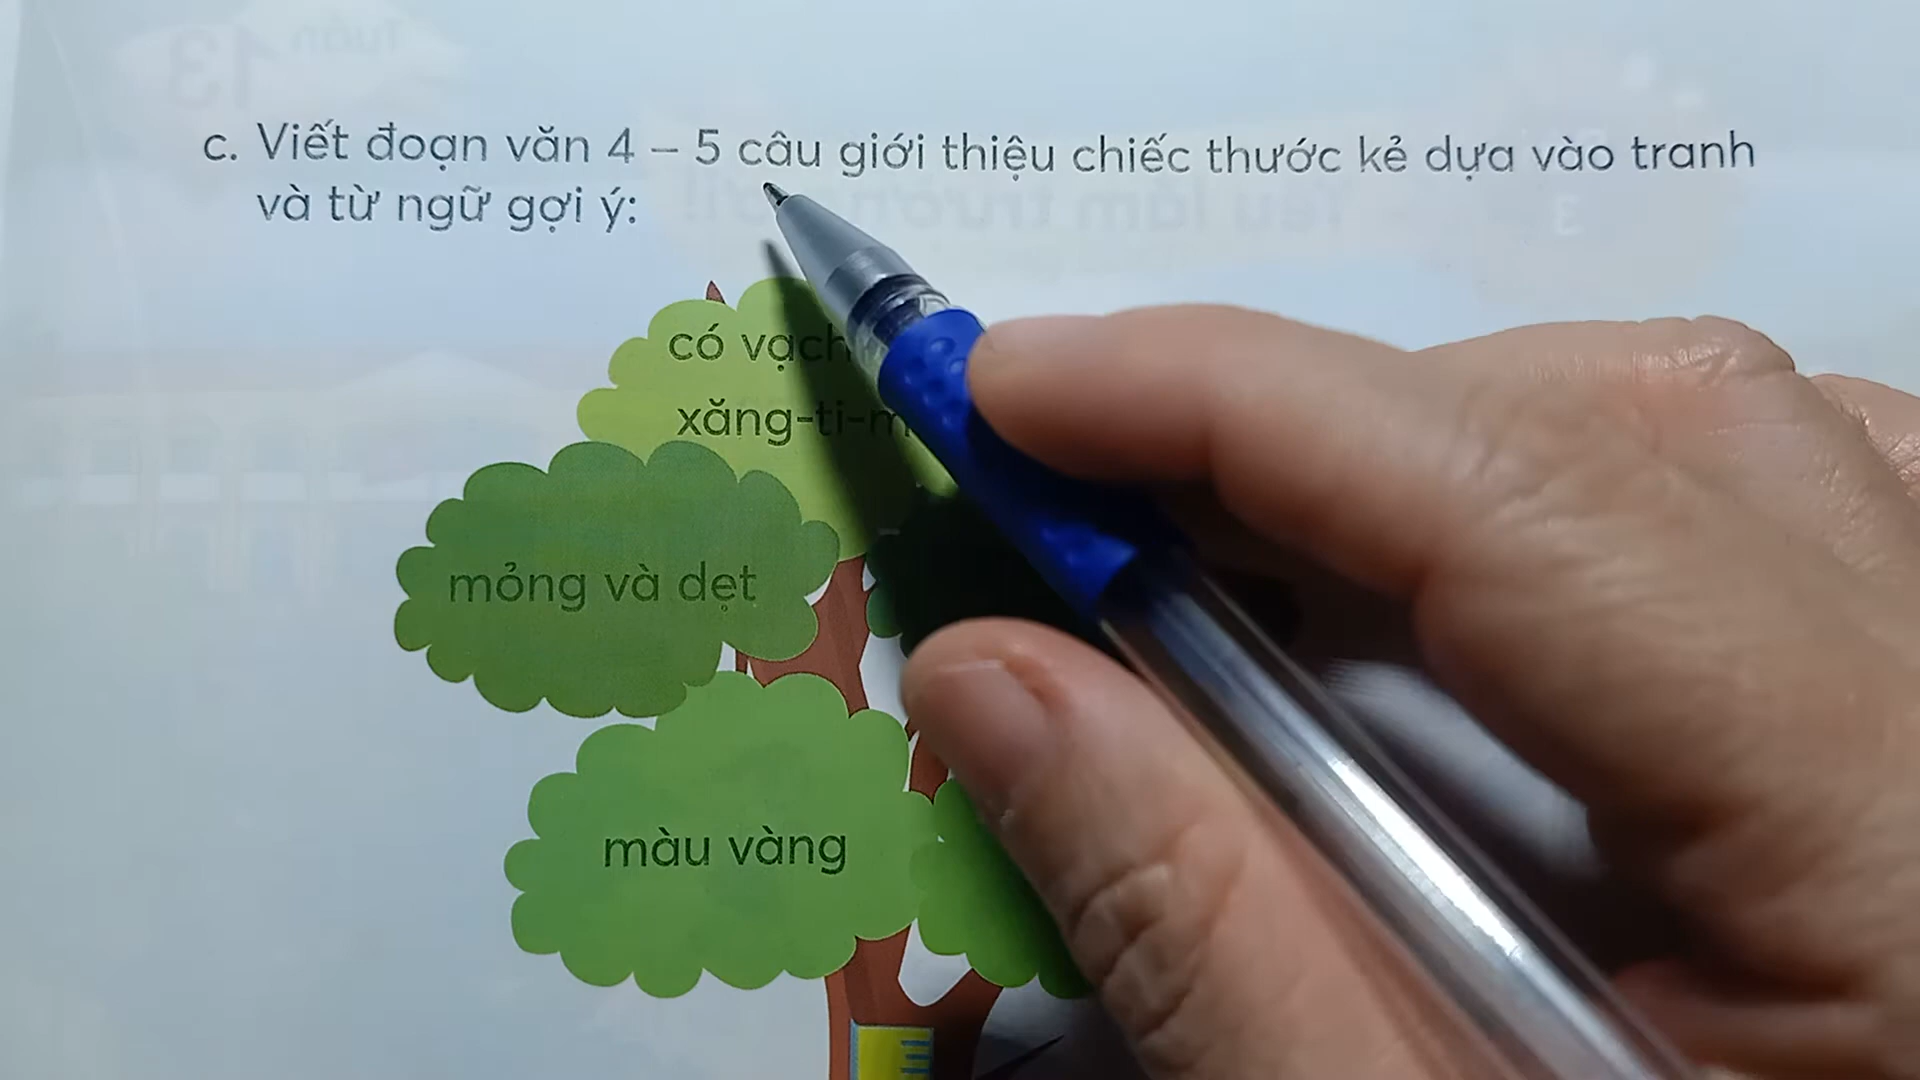 c. Viết đoạn văn 4 – 5 câu giới thiệu chiếc thước kẻ dựa vào tranh
và từ ngữ gợi ý:
có vạch
xăng-ti-m
mỏng và dẹt
màu vàng